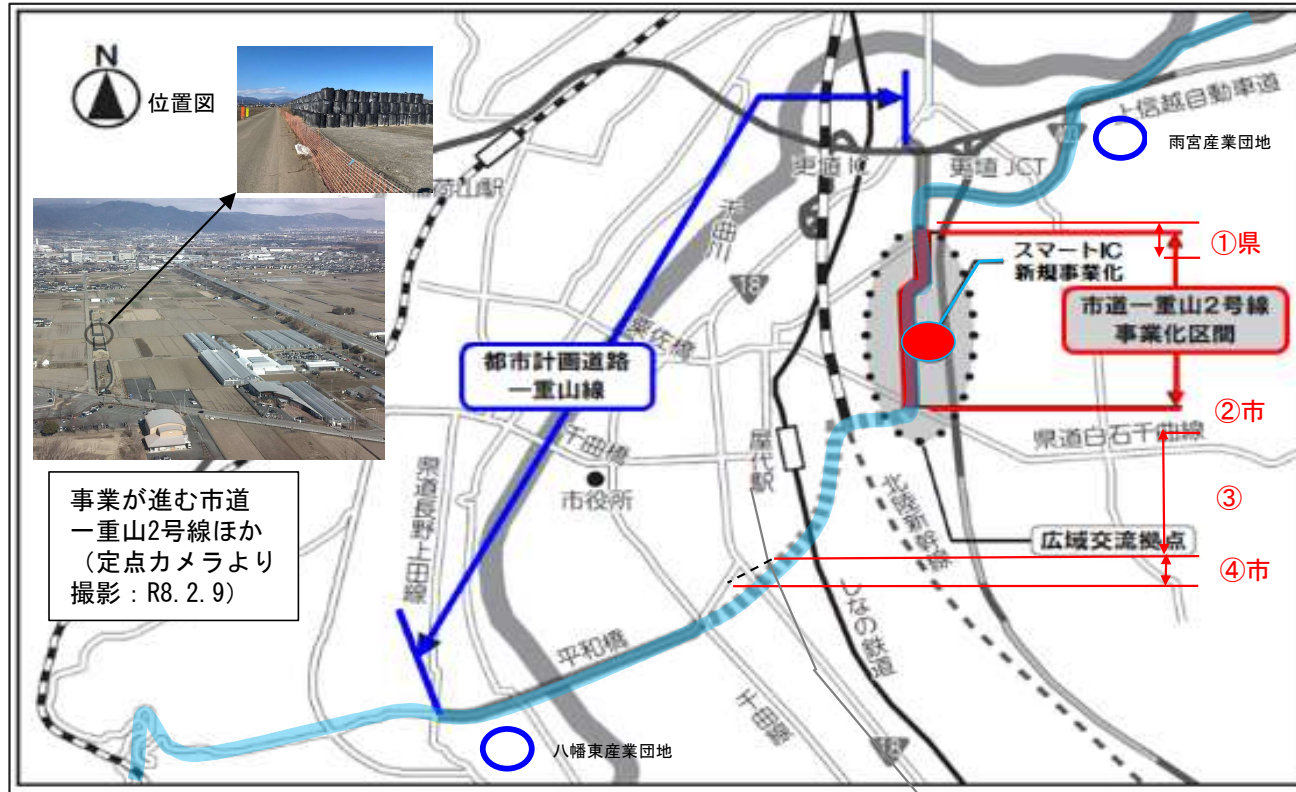 N
位置図
上信越自動車道
雨宮産業団地
更埴IC
更埴JCT
千曲川
18
①県
スマートIC
新規事業化
市道一重山2号線
事業化区間
粟佐橋
都市計画道路
一重山線
②市
県道白石千曲線
千曲橋
屋代駅
市役所
③
北陸新幹線
広域交流拠点
④市
事業が進む市道
一重山2号線ほか
(定点カメラより
撮影:R8.2.9)
しなの鉄道
平和橋
千曲線
18
八幡東産業団地